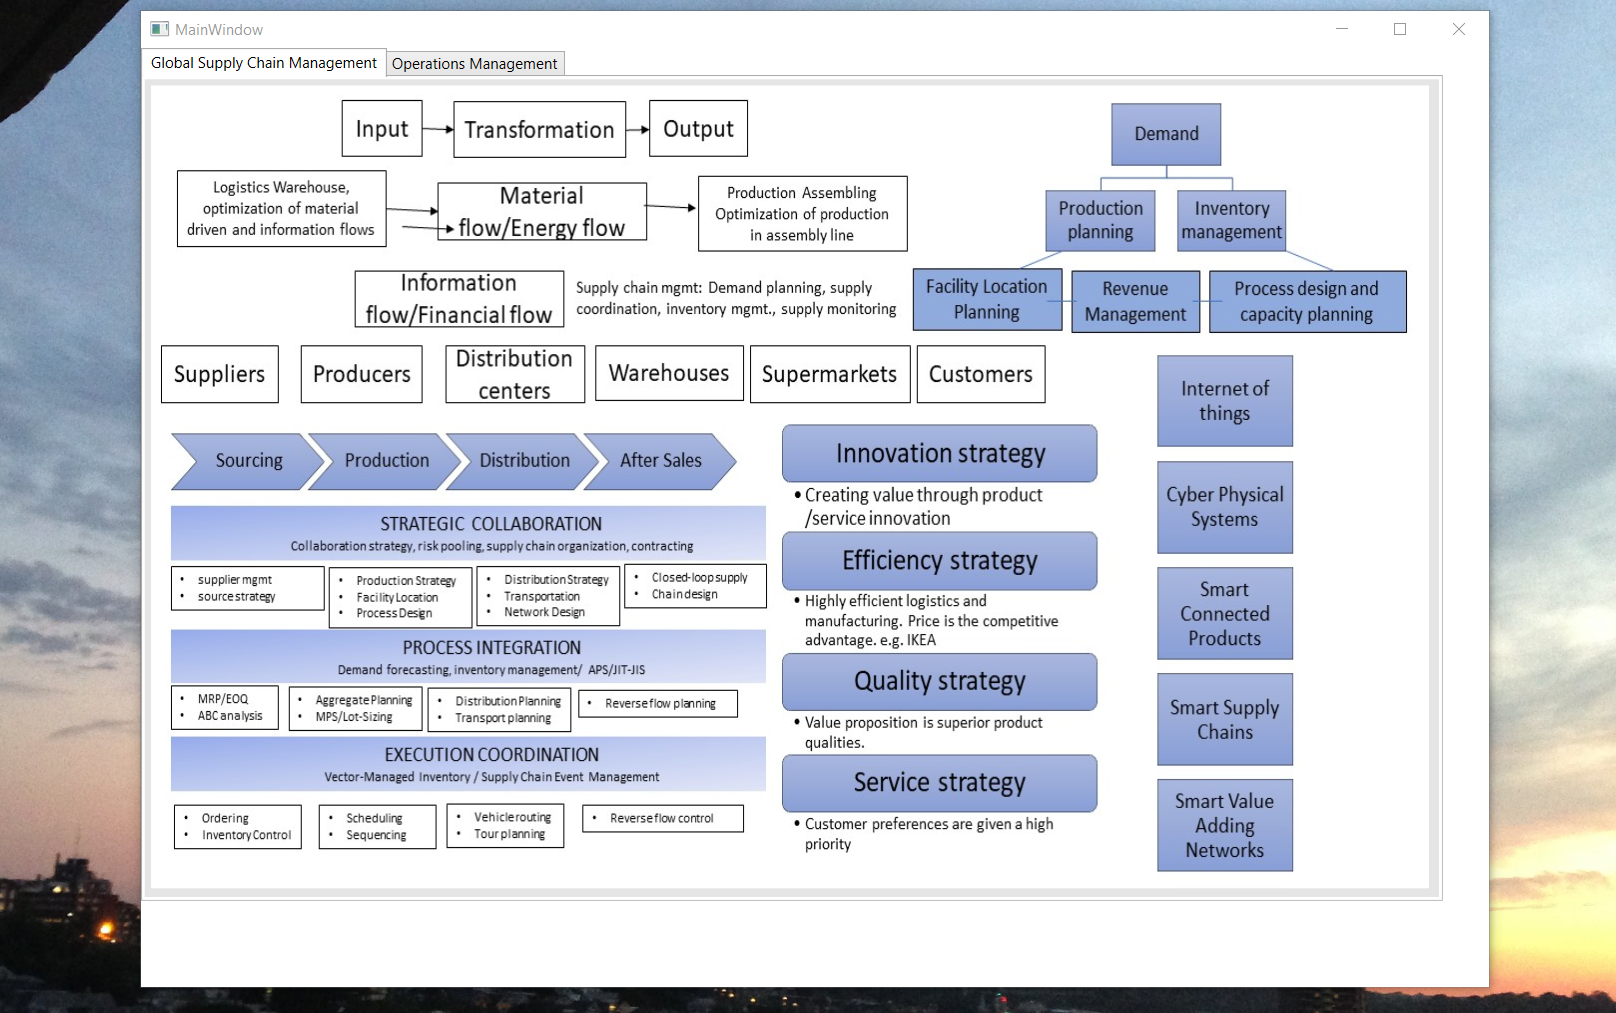 MainWindow
Global Supply Chain Management
Operations Management
Input
Transformation
Output
Logistics Warehouse,
optimization of material
driven and information flows
Material
flow/Energy flow
Production Assembling
Optimization of production
in assembly line
Information
flow/Financial flow
Supply chain mgmt: Demand planning, supply
coordination, inventory mgmt., supply monitoring
Demand
Production
planning
Inventory
management
Facility Location
Planning
Revenue
Management
Process design and
capacity planning
Suppliers
Producers
Distribution
centers
Warehouses
Supermarkets
Customers
Sourcing
Production
Distribution
After Sales
STRATEGIC COLLABORATION
Collaboration strategy, risk pooling, supply chain organization, contracting
• supplier mgmt
• source strategy
• Production Strategy
• Facility Location
• Process Design
• Distribution Strategy
• Transportation
• Network Design
• Closed-loop supply
• Chain design
PROCESS INTEGRATION
Demand forecasting, inventory management/ APS/JIT-JIS
• MRP/EOQ
• ABC analysis
• Aggregate Planning
• MPS/Lot-Sizing
• Distribution Planning
• Transport planning
• Reverse flow planning
EXECUTION COORDINATION
Vector-Managed Inventory / Supply Chain Event Management
• Ordering
• Inventory Control
• Scheduling
• Sequencing
• Vehicle routing
• Tour planning
• Reverse flow control
Innovation strategy
• Creating value through product
/service innovation
Efficiency strategy
• Highly efficient logistics and
manufacturing. Price is the competitive
advantage. e.g. IKEA
Quality strategy
• Value proposition is superior product
qualities.
Service strategy
• Customer preferences are given a high
priority
Internet of
things
Cyber Physical
Systems
Smart
Connected
Products
Smart Supply
Chains
Smart Value
Adding
Networks